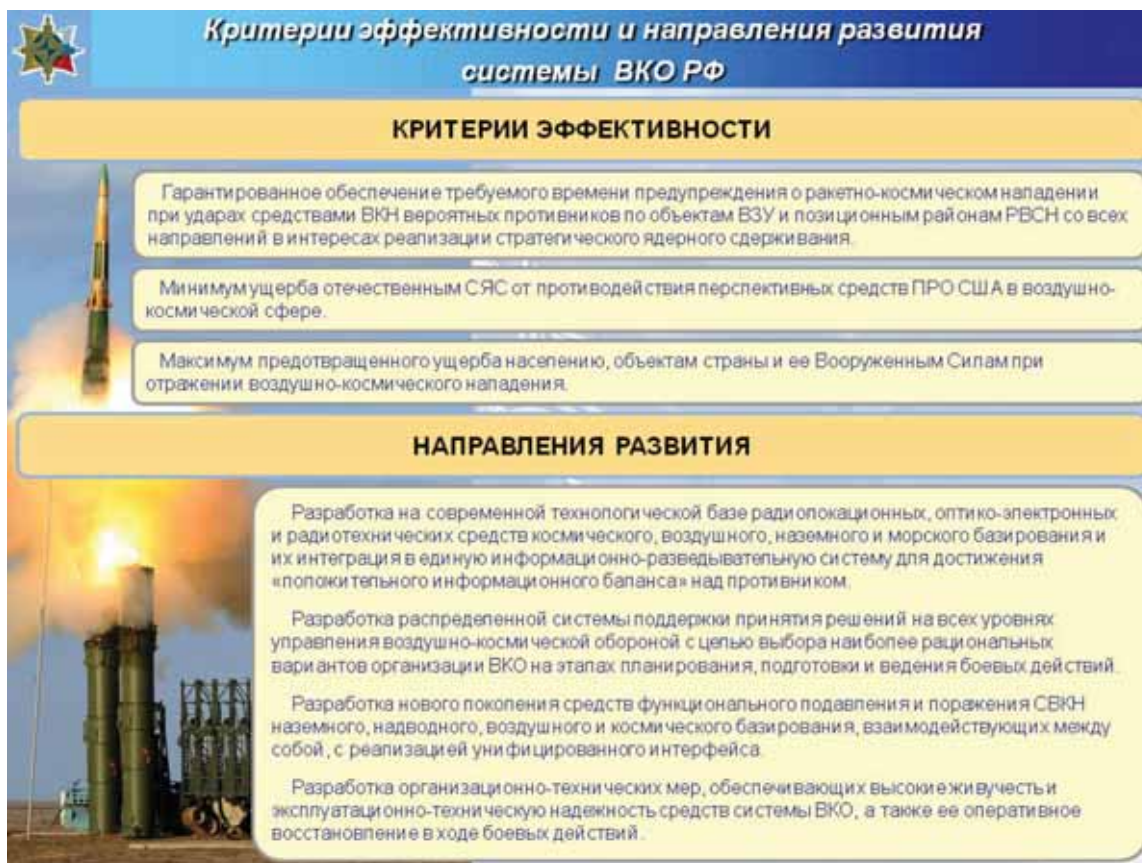 Критерии эффективности и направления развития
системы ВКО РФ
КРИТЕРИИ ЭФФЕКТИВНОСТИ
Гарантированное обеспечение требуемого времени предупреждения о ракетно-космическом нападении
при ударах средствами ВКН вероятных противников по объектам ВЗУ и позиционным районам РВСН со всех
направлений в интересах реализации стратегического ядерного сдерживания.
Минимум ущерба отечественным СЯС от противодействия перспективных средств ПРО США в воздушно-
космической сфере.
Максимум предотвращенного ущерба населению, объектам страны и ее Вооруженным Силам при
отражении воздушно-космического нападения.
НАПРАВЛЕНИЯ РАЗВИТИЯ
Разработка на современной технологической базе радиолокационных, оптико-электронных
и радиотехнических средств космического, воздушного, наземного и морского базирования и
их интеграция в единую информационно-разведывательную систему для достижения
«положительного информационного баланса» над противником.
Разработка распределенной системы поддержки принятия решений на всех уровнях
управления воздушно-космической обороной с целью выбора наиболее рациональных
вариантов организации ВКО на этапах планирования, подготовки и ведения боевых действий.
Разработка нового поколения средств функционального подавления и поражения СВКН
наземного, надводного, воздушного и космического базирования, взаимодействующих между
собой, с реализацией унифицированного интерфейса.
Разработка организационно-технических мер, обеспечивающих высокие живучесть и
эксплуатационно-техническую надежность средств системы ВКО, а также ее оперативное
восстановление в ходе боевых действий.